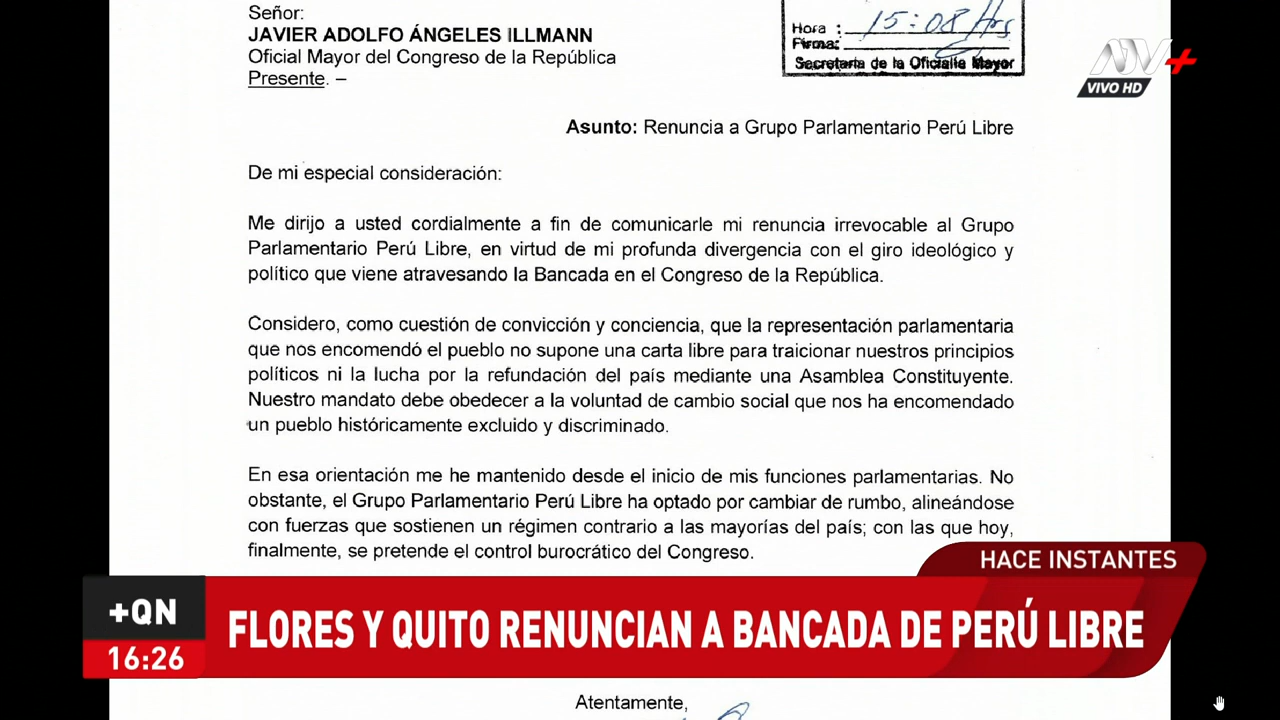 Señor:
JAVIER ADOLFO ÁNGELES ILLMANN
Oficial Mayor del Congreso de la República
Presente. –
Hora : 15:08 Hrs
Firma:
Secretaria de la Oficialia Mayor
ATV+
VIVO HD
Asunto: Renuncia a Grupo Parlamentario Perú Libre
De mi especial consideración:
Me dirijo a usted cordialmente a fin de comunicarle mi renuncia irrevocable al Grupo
Parlamentario Perú Libre, en virtud de mi profunda divergencia con el giro ideológico y
político que viene atravesando la Bancada en el Congreso de la República.
Considero, como cuestión de convicción y conciencia, que la representación parlamentaria
que nos encomendó el pueblo no supone una carta libre para traicionar nuestros principios
políticos ni la lucha por la refundación del país mediante una Asamblea Constituyente.
Nuestro mandato debe obedecer a la voluntad de cambio social que nos ha encomendado
un pueblo históricamente excluido y discriminado.
En esa orientación me he mantenido desde el inicio de mis funciones parlamentarias. No
obstante, el Grupo Parlamentario Perú Libre ha optado por cambiar de rumbo, alineándose
con fuerzas que sostienen un régimen contrario a las mayorías del país; con las que hoy,
finalmente, se pretende el control burocrático del Congreso.
HACE INSTANTES
+QN
FLORES Y QUITO RENUNCIAN A BANCADA DE PERÚ LIBRE
16:26
Atentamente,